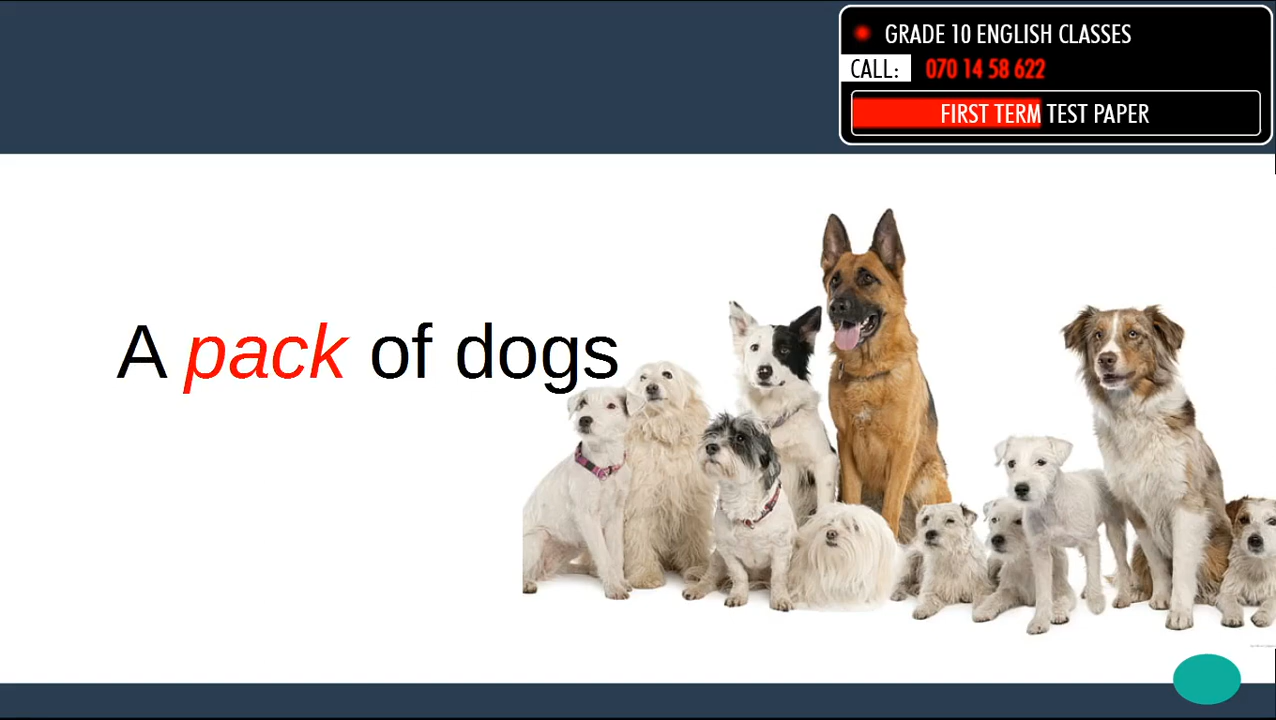 GRADE 10 ENGLISH CLASSES
CALL: 070 14 58 622
FIRST TERM TEST PAPER
A pack of dogs